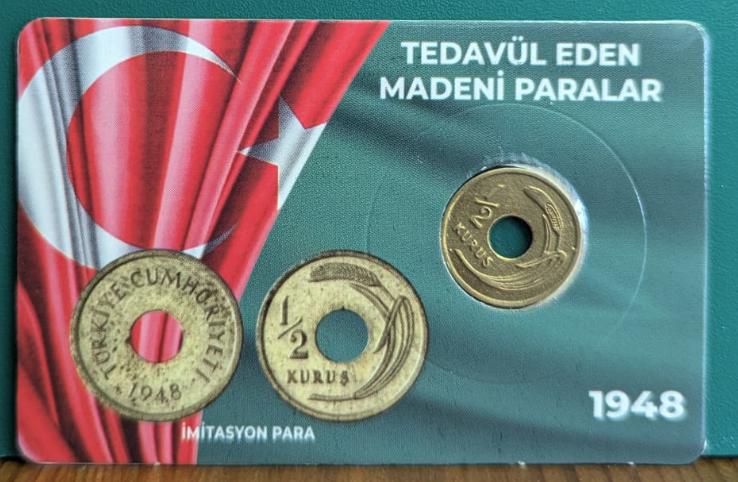 TEDAVÜL EDEN
MADENİ PARALAR
1/2
KURUŞ
TÜRKİYE CUMHURİYETİ
1948
1/2
KURUŞ
1948
İMİTASYON PARA